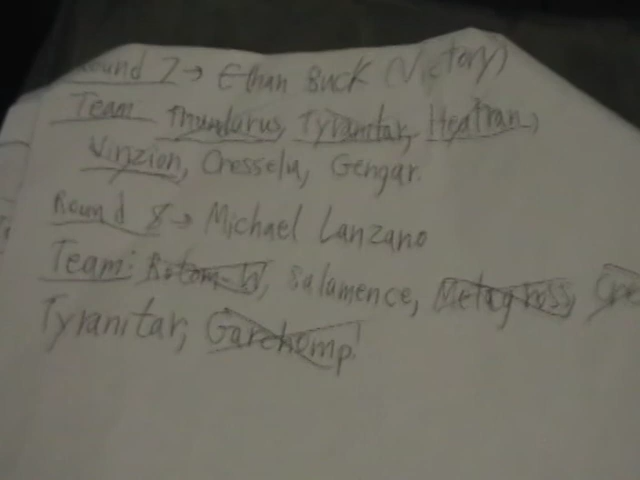 Round 7→ Ethan Buck (Victory)
Team Thundurus, Tyranitar, Heatran,
Virizion, Cresselu, Gengar.
Round 8→ Michael Lanzano
Team: Rotom-W, Salamence, Metagross,
Tyranitar, Garchomp